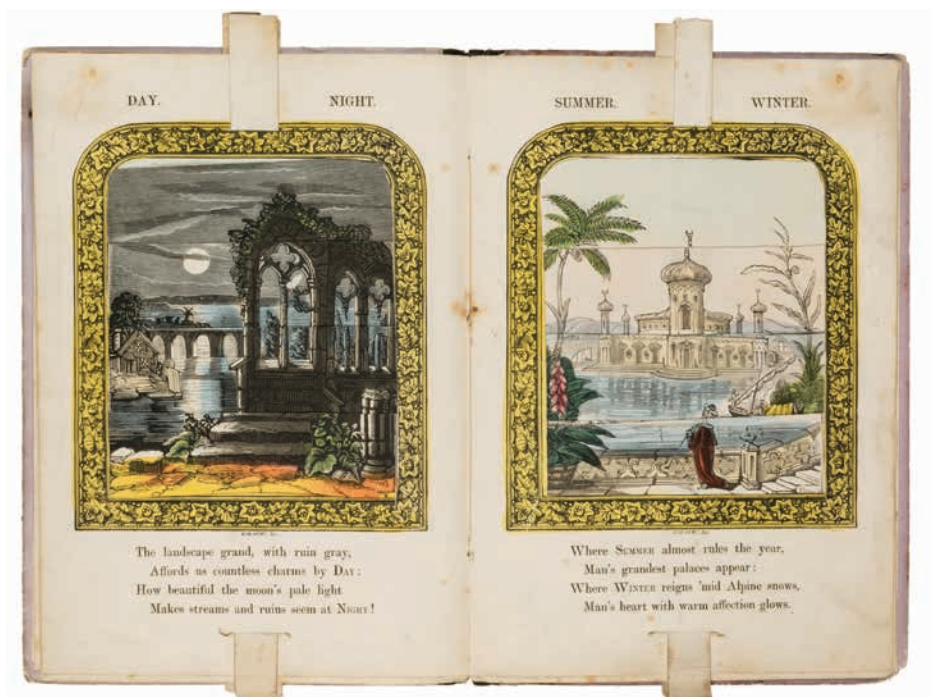 DAY. NIGHT.
The landscape grand, with ruin gray,
Affords us countless charms by DAY:
How beautiful the moon's pale light
Makes streams and ruins seem at NIGHT!
SUMMER. WINTER.
Where SUMMER almost rules the year,
Man's grandest palaces appear:
Where WINTER reigns 'mid Alpine snows,
Man's heart with warm affection glows.